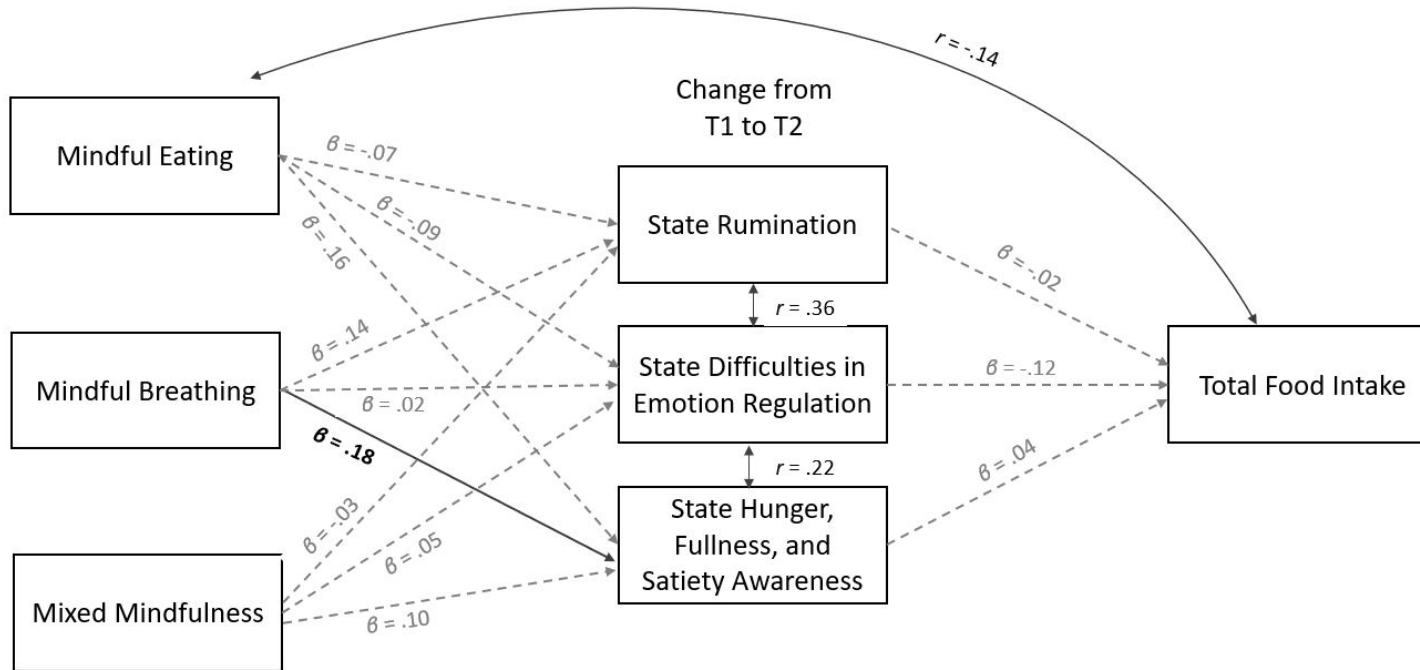 r = -.14
Change from
T1 to T2
Mindful Eating
β = -.07
β = -.09
β = .16
State Rumination
β = -.02
r = .36
Mindful Breathing
β = .14
β = .02
β = .18
State Difficulties in
Emotion Regulation
β = -.12
Total Food Intake
r = .22
β = .04
Mixed Mindfulness
β = -.03
β = .05
β = .10
State Hunger,
Fullness, and
Satiety Awareness